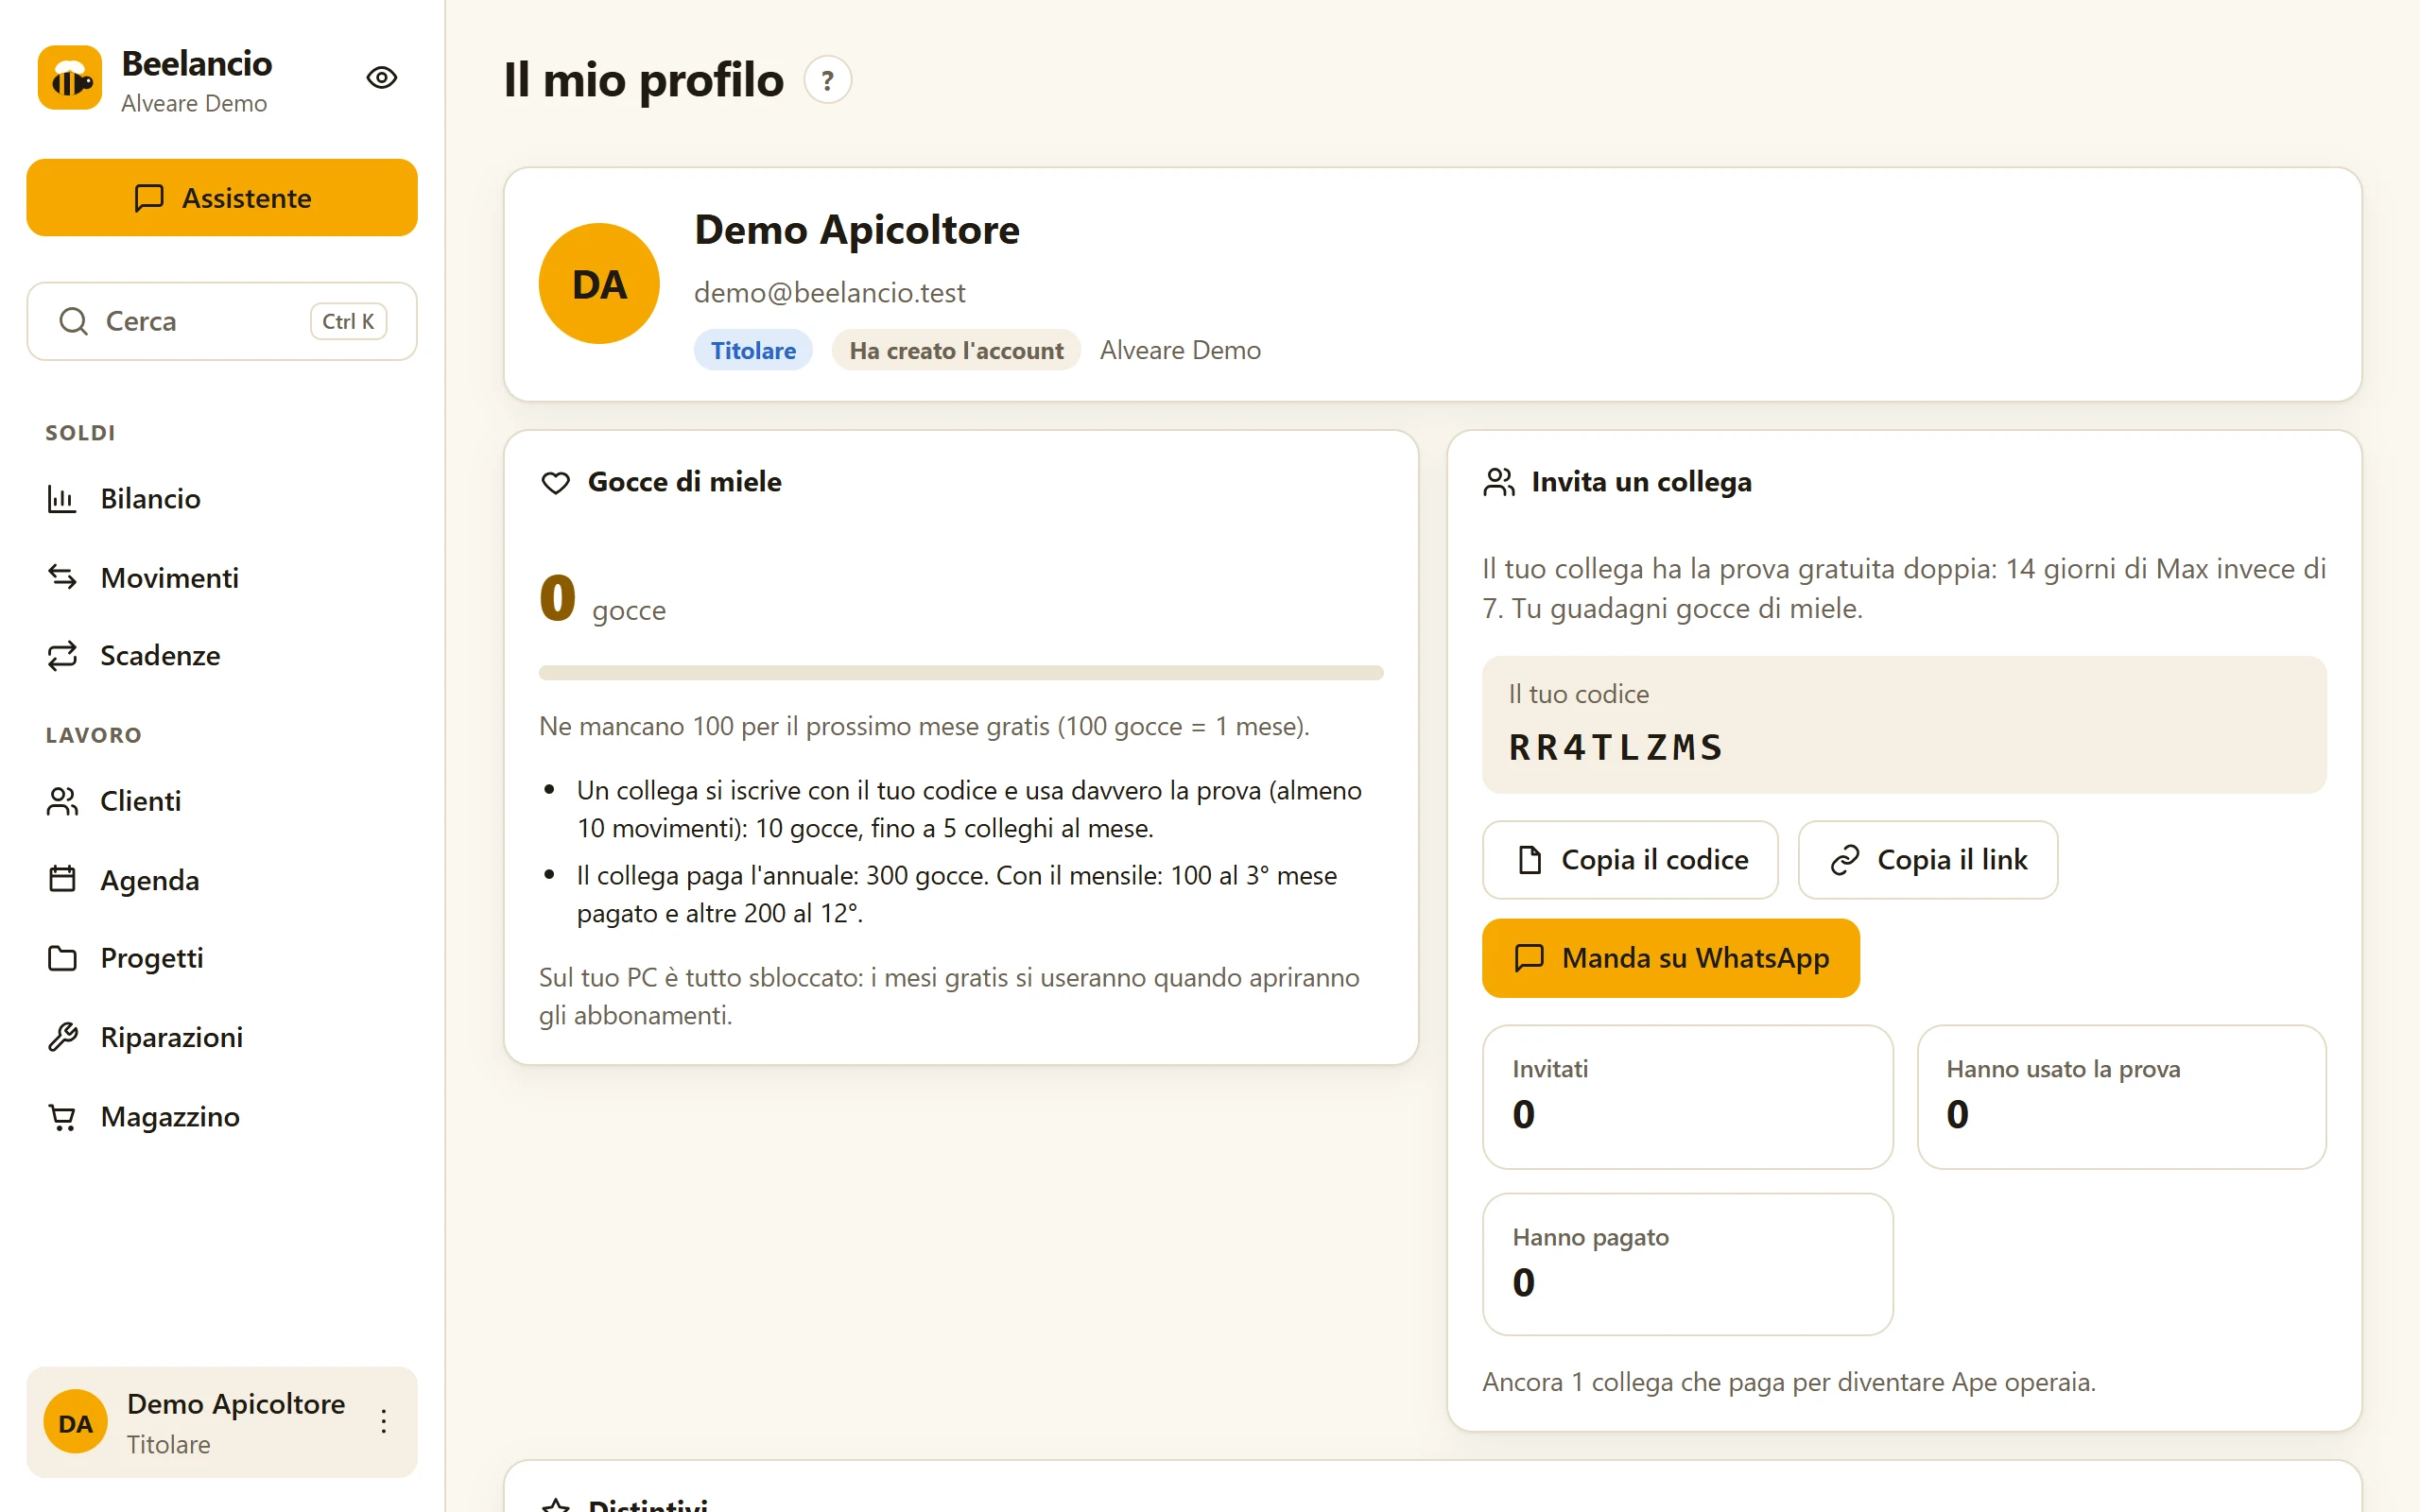 Beelancio
Alveare Demo
Assistente
Cerca
Ctrl K
SOLDI
Bilancio
Movimenti
Scadenze
LAVORO
Clienti
Agenda
Progetti
Riparazioni
Magazzino
DA
Demo Apicoltore
Titolare
Il mio profilo
?
DA
Demo Apicoltore
demo@beelancio.test
Titolare
Ha creato l'account
Alveare Demo
Gocce di miele
0 gocce
Ne mancano 100 per il prossimo mese gratis (100 gocce = 1 mese).
Un collega si iscrive con il tuo codice e usa davvero la prova (almeno
10 movimenti): 10 gocce, fino a 5 colleghi al mese.
Il collega paga l'annuale: 300 gocce. Con il mensile: 100 al 3° mese
pagato e altre 200 al 12°.
Sul tuo PC è tutto sbloccato: i mesi gratis si useranno quando apriranno
gli abbonamenti.
Invita un collega
Il tuo collega ha la prova gratuita doppia: 14 giorni di Max invece di
7. Tu guadagni gocce di miele.
Il tuo codice
RR4TLZMS
Copia il codice
Copia il link
Manda su WhatsApp
Invitati
0
Hanno usato la prova
0
Hanno pagato
0
Ancora 1 collega che paga per diventare Ape operaia.
Distintivi